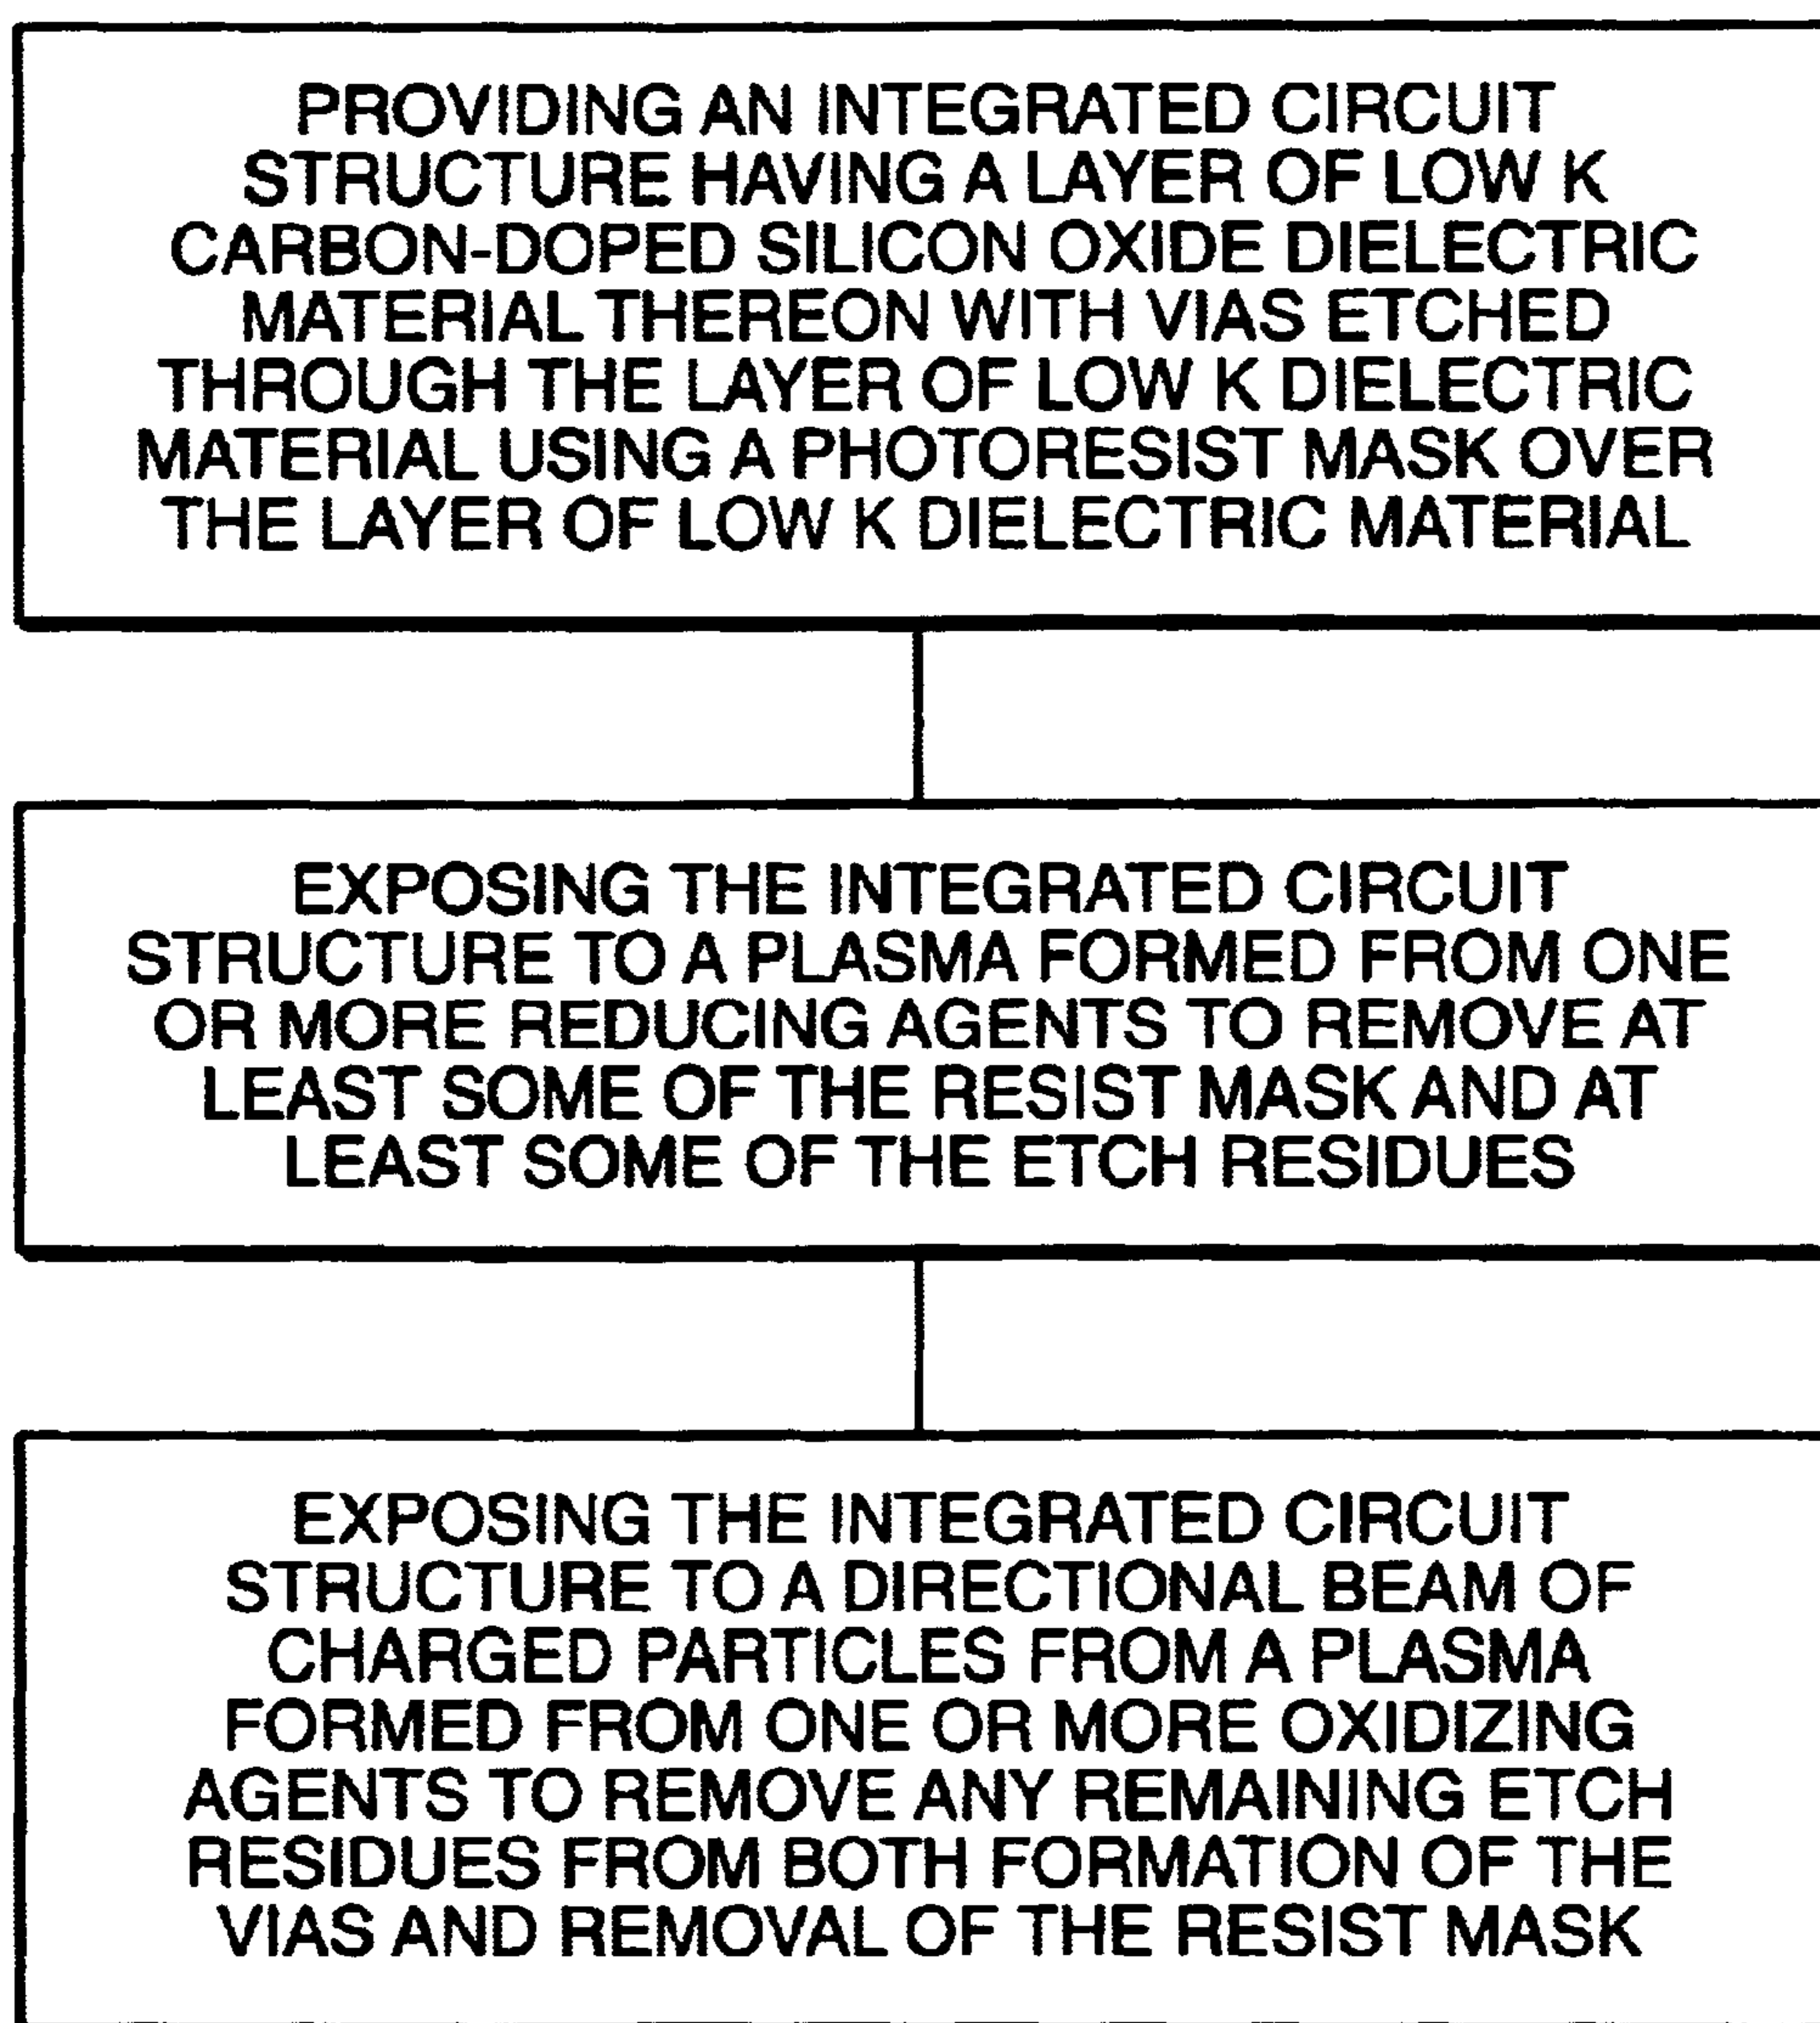 PROVIDING AN INTEGRATED CIRCUIT
STRUCTURE HAVING A LAYER OF LOW K
CARBON-DOPED SILICON OXIDE DIELECTRIC
MATERIAL THEREON WITH VIAS ETCHED
THROUGH THE LAYER OF LOW K DIELECTRIC
MATERIAL USING A PHOTORESIST MASK OVER
THE LAYER OF LOW K DIELECTRIC MATERIAL
EXPOSING THE INTEGRATED CIRCUIT
STRUCTURE TO A PLASMA FORMED FROM ONE
OR MORE REDUCING AGENTS TO REMOVE AT
LEAST SOME OF THE RESIST MASK AND AT
LEAST SOME OF THE ETCH RESIDUES
EXPOSING THE INTEGRATED CIRCUIT
STRUCTURE TO A DIRECTIONAL BEAM OF
CHARGED PARTICLES FROM A PLASMA
FORMED FROM ONE OR MORE OXIDIZING
AGENTS TO REMOVE ANY REMAINING ETCH
RESIDUES FROM BOTH FORMATION OF THE
VIAS AND REMOVAL OF THE RESIST MASK